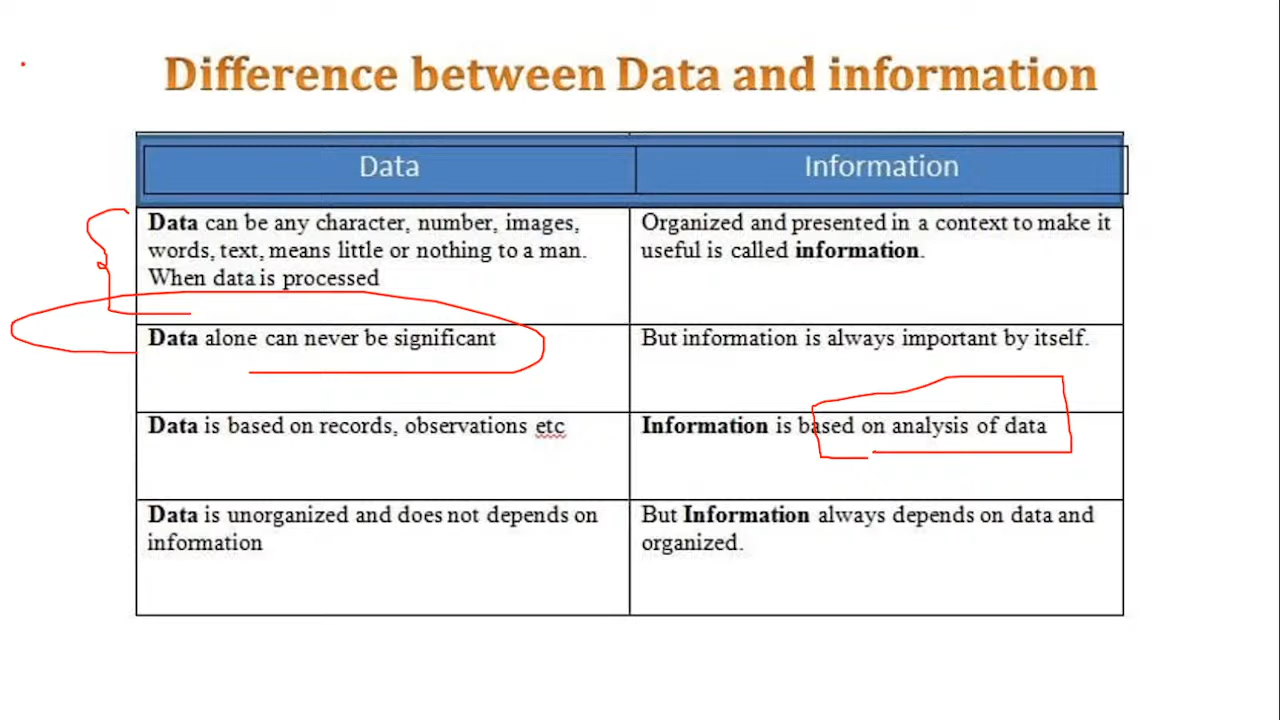 Difference between Data and information
Data
Information
Data can be any character, number, images,
words, text, means little or nothing to a man.
When data is processed
Organized and presented in a context to make it
useful is called information.
Data alone can never be significant
But information is always important by itself.
Data is based on records, observations etc
Information is based on analysis of data
Data is unorganized and does not depends on
information
But Information always depends on data and
organized.